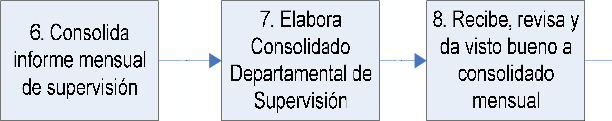 6. Consolida
informe mensual
de supervisión
7. Elabora
Consolidado
Departamental de
Supervisión
8. Recibe, revisa y
da visto bueno a
consolidado
mensual